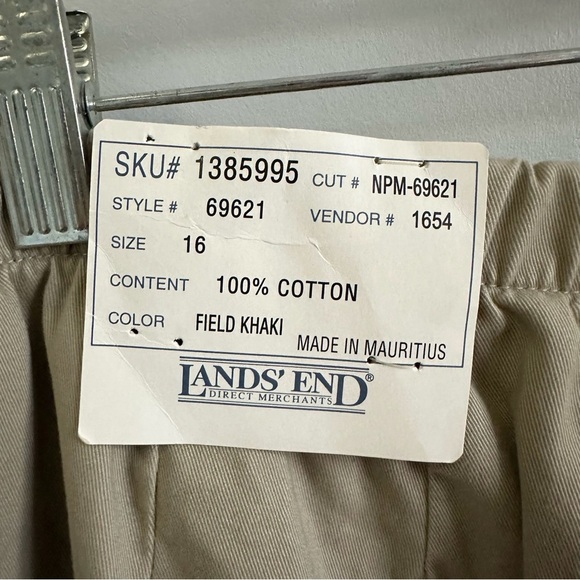 SKU# 1385995 CUT # NPM-69621
STYLE # 69621 VENDOR # 1654
SIZE 16
CONTENT 100% COTTON
COLOR FIELD KHAKI
MADE IN MAURITIUS
LANDS' END®
DIRECT MERCHANTS